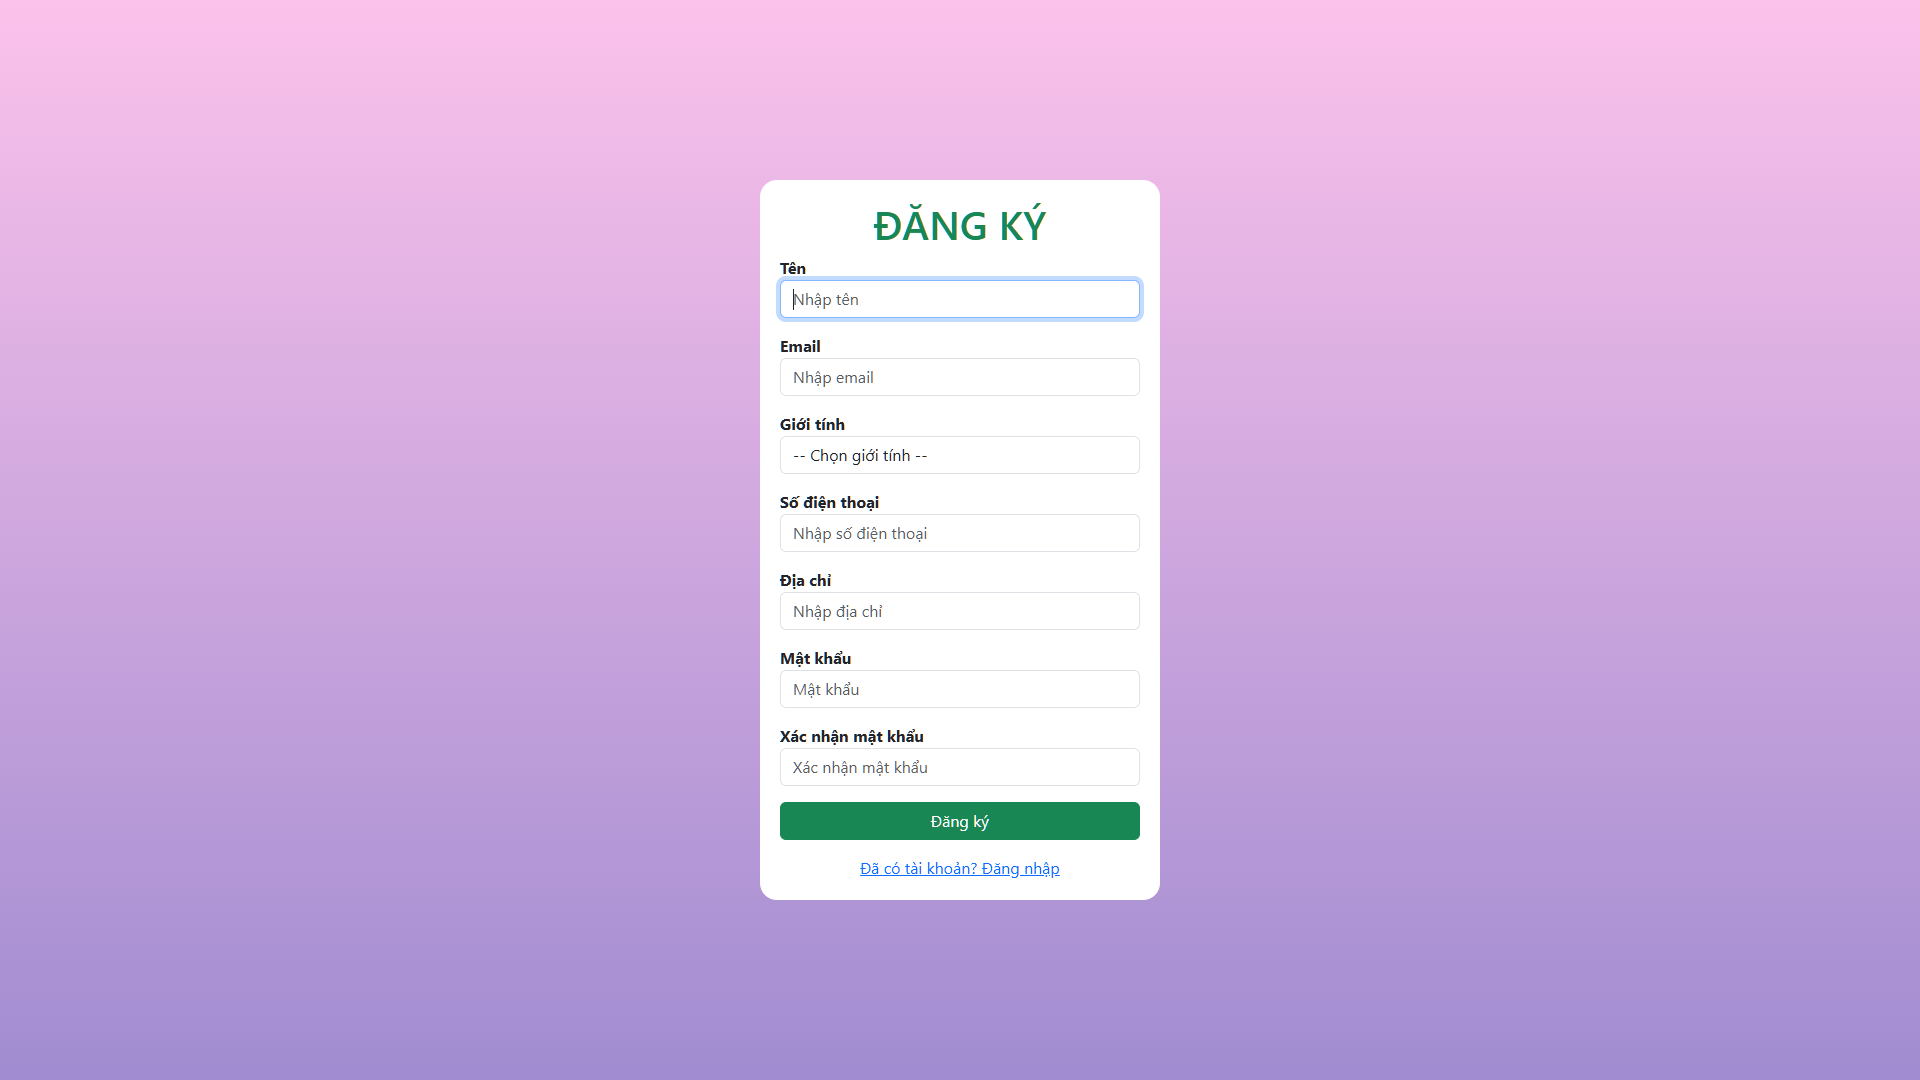 ĐĂNG KÝ
Tên
Nhập tên
Email
Nhập email
Giới tính
-- Chọn giới tính --
Số điện thoại
Nhập số điện thoại
Địa chỉ
Nhập địa chỉ
Mật khẩu
Mật khẩu
Xác nhận mật khẩu
Xác nhận mật khẩu
Đăng ký
Đã có tài khoản? Đăng nhập